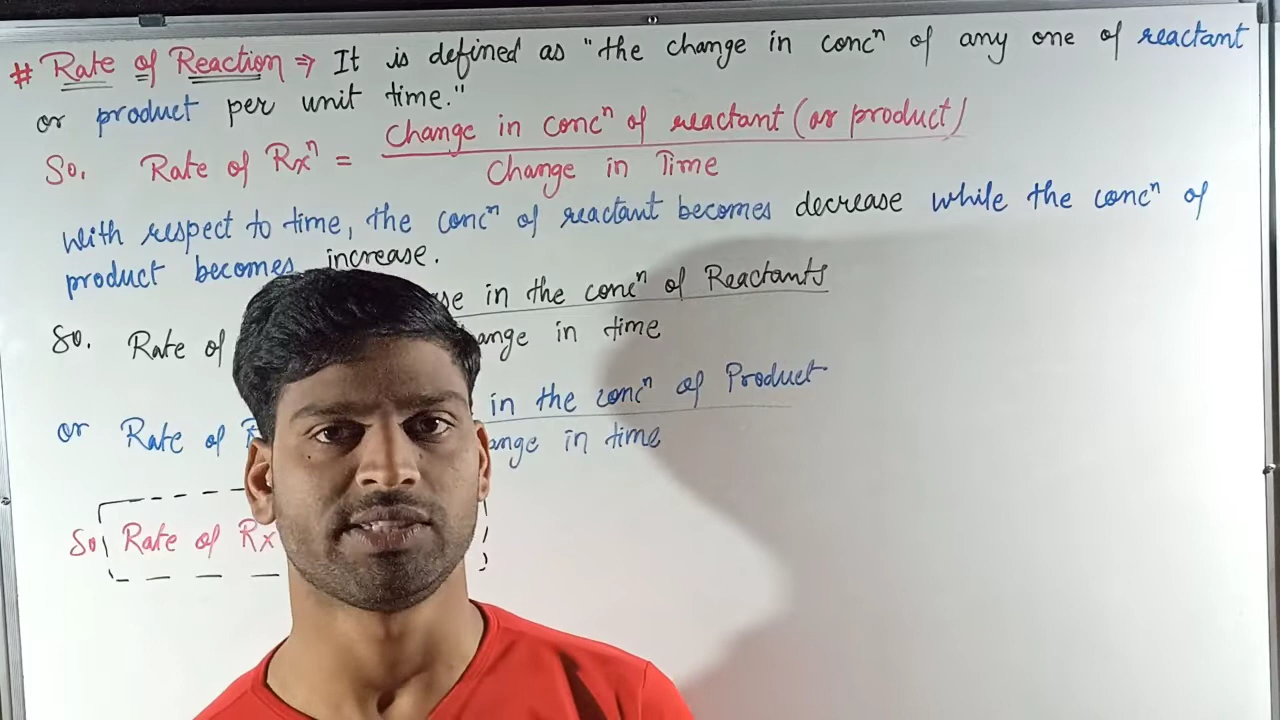 # Rate of Reaction ⇒ It is defined as "the change in concⁿ of any one of reactant
or product per unit time."
So. Rate of Rxⁿ = Change in concⁿ of reactant (or product)
Change in Time
With respect to time, the concⁿ of reactant becomes decrease while the concⁿ of
product becomes increase.
in the concⁿ of Reactants
So. Rate of in time
in the concⁿ of Product
or Rate of in time
So Rate of Rx